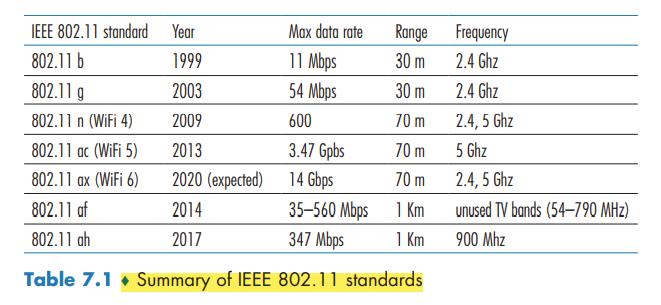 IEEE 802.11 standard Year Max data rate Range Frequency
802.11 b 1999 11 Mbps 30 m 2.4 Ghz
802.11 g 2003 54 Mbps 30 m 2.4 Ghz
802.11 n (WiFi 4) 2009 600 70 m 2.4, 5 Ghz
802.11 ac (WiFi 5) 2013 3.47 Gpbs 70 m 5 Ghz
802.11 ax (WiFi 6) 2020 (expected) 14 Gbps 70 m 2.4, 5 Ghz
802.11 af 2014 35–560 Mbps 1 Km unused TV bands (54–790 MHz)
802.11 ah 2017 347 Mbps 1 Km 900 Mhz
Table 7.1 ♦ Summary of IEEE 802.11 standards